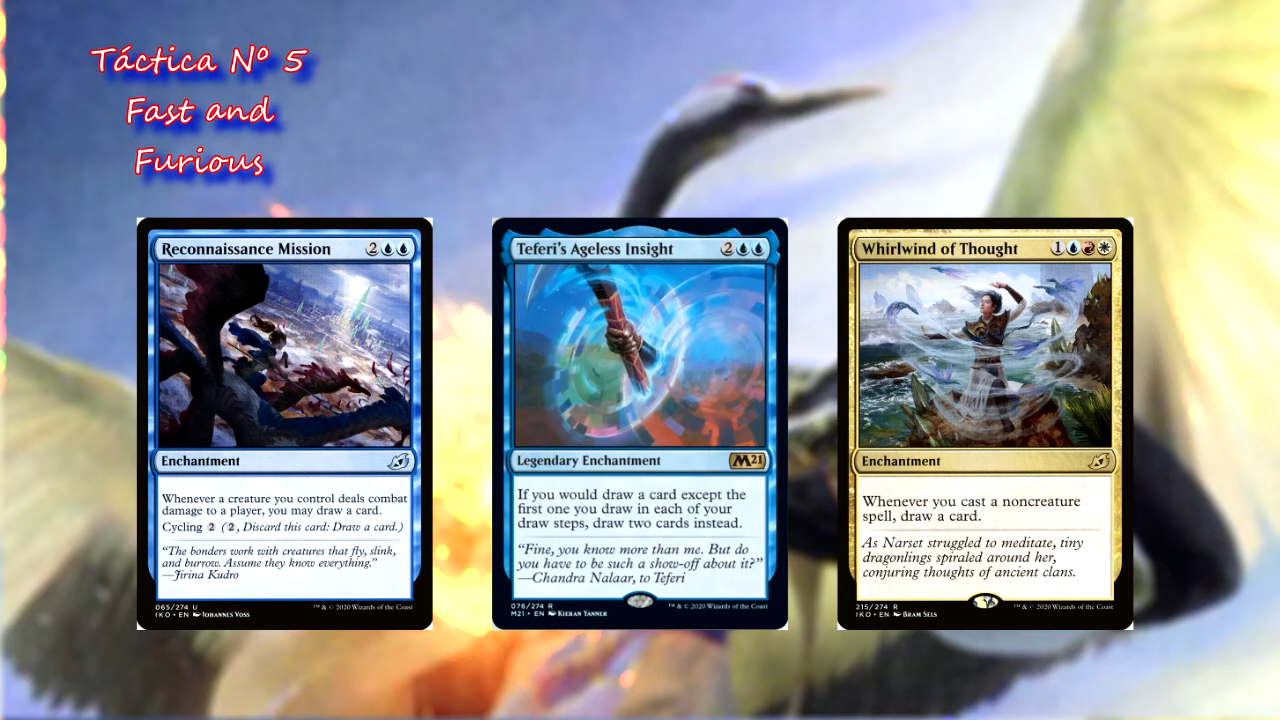 Táctica Nº 5
Fast and
Furious
Reconnaissance Mission 2
Enchantment
Whenever a creature you control deals combat
damage to a player, you may draw a card.
Cycling 2 (2, Discard this card: Draw a card.)
“The bonders work with creatures that fly, slink,
and burrow. Assume they know everything.”
—Jirina Kudro
065/274 U
IKO • EN Johannes Voss
™ & © 2020 Wizards of the Coast
Teferi's Ageless Insight 2
Legendary Enchantment M21
If you would draw a card except the
first one you draw in each of your
draw steps, draw two cards instead.
“Fine, you know more than me. But do
you have to be such a show-off about it?”
—Chandra Nalaar, to Teferi
076/274 R
M21 • EN Kieran Yanner
™ & © 2020 Wizards of the Coast
Whirlwind of Thought 1
Enchantment
Whenever you cast a noncreature
spell, draw a card.
As Narset struggled to meditate, tiny
dragonlings spiraled around her,
conjuring thoughts of ancient clans.
215/274 R
IKO • EN Bram Sels
™ & © 2020 Wizards of the Coast